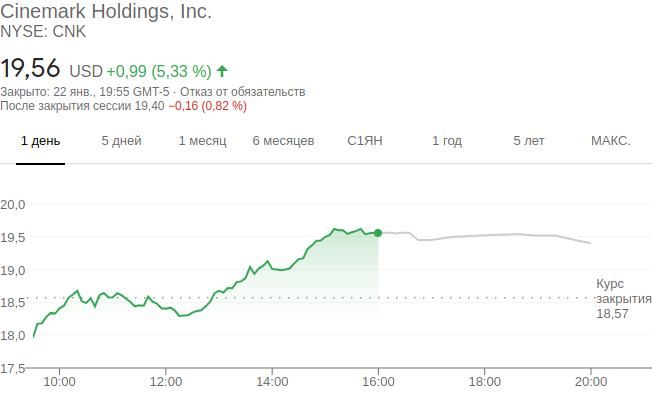 Cinemark Holdings, Inc.
NYSE: CNK
19,56 USD +0,99 (5,33 %)
Закрыто: 22 янв., 19:55 GMT-5 · Отказ от обязательств
После закрытия сессии 19,40 −0,16 (0,82 %)
1 день 5 дней 1 месяц 6 месяцев С1ЯН 1 год 5 лет МАКС.
20,0
19,5
19,0
18,5
18,0
17,5
Курс
закрытия
18,57
10:00 12:00 14:00 16:00 18:00 20:00